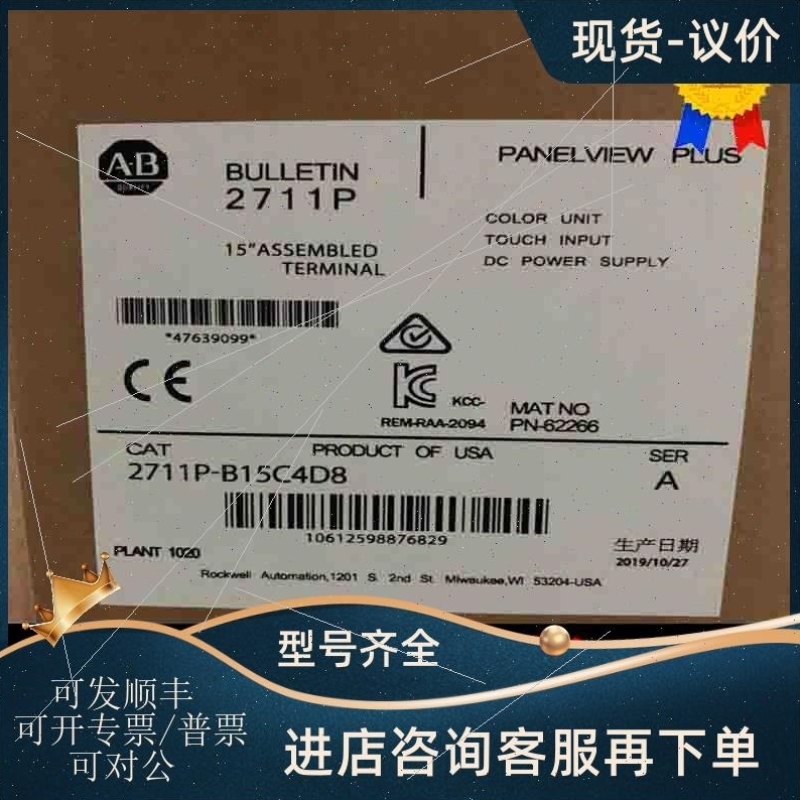 现货-议价
A-B
BULLETIN
2711P
PANELVIEW PLUS
15"ASSEMBLED
TERMINAL
COLOR UNIT
TOUCH INPUT
DC POWER SUPPLY
*47639099*
CE
KCC-
REM-RAA-2094
MAT NO
PN-62266
CAT
PRODUCT OF USA
SER
2711P-B15C4D8
A
10612598876829
PLANT 1020
生产日期
2019/10/27
Rockwell Automation,1201 S. 2nd St. Miwaukee,WI 53204-USA
型号齐全
可发顺丰
可开专票/普票
可对公
进店咨询客服再下单